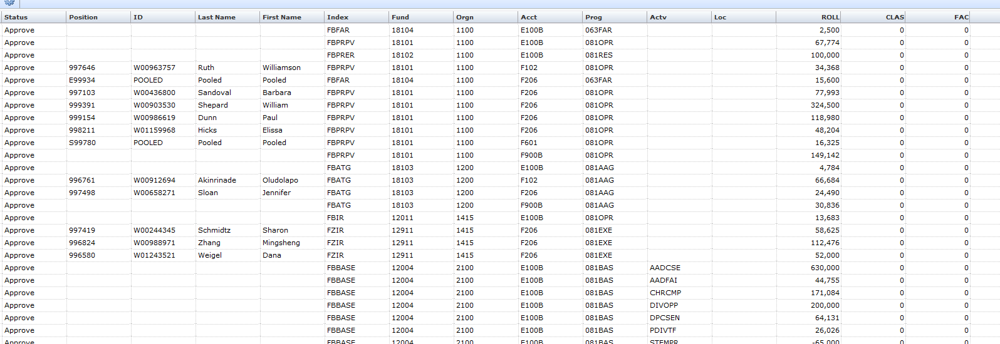 Status Position ID Last Name First Name Index Fund Orgn Acct Prog Actv Loc ROLL CLAS FAC
Approve FBFAR 18104 1100 E100B 063FAR 2,500 0 0
Approve FBPRPV 18101 1100 E100B 081OPR 67,774 0 0
Approve FBPRER 18102 1100 E100B 081RES 100,000 0 0
Approve 997646 W00963757 Ruth Williamson FBPRPV 18101 1100 F102 081OPR 34,368 0 0
Approve E99934 POOLED Pooled Pooled FBFAR 18104 1100 F206 063FAR 15,600 0 0
Approve 997103 W00436800 Sandoval Barbara FBPRPV 18101 1100 F206 081OPR 77,993 0 0
Approve 999391 W00903530 Shepard William FBPRPV 18101 1100 F206 081OPR 324,500 0 0
Approve 999154 W00986619 Dunn Paul FBPRPV 18101 1100 F206 081OPR 118,980 0 0
Approve 998211 W01159968 Hicks Elissa FBPRPV 18101 1100 F206 081OPR 48,204 0 0
Approve S99780 POOLED Pooled Pooled FBPRPV 18101 1100 F601 081OPR 16,325 0 0
Approve FBPRPV 18101 1100 F900B 081OPR 149,142 0 0
Approve FBATG 18103 1200 E100B 081AAG 4,784 0 0
Approve 996761 W00912694 Akinrinade Oludolapo FBATG 18103 1200 F102 081AAG 66,684 0 0
Approve 997498 W00658271 Sloan Jennifer FBATG 18103 1200 F206 081AAG 24,490 0 0
Approve FBATG 18103 1200 F900B 081AAG 30,836 0 0
Approve FBIR 12011 1415 E100B 081OPR 13,683 0 0
Approve 997419 W00244345 Schmidtz Sharon FZIR 12911 1415 F206 081EXE 58,625 0 0
Approve 996824 W00988971 Zhang Mingsheng FZIR 12911 1415 F206 081EXE 112,476 0 0
Approve 996580 W01243521 Weigel Dana FZIR 12911 1415 F206 081EXE 52,000 0 0
Approve FBBASE 12004 2100 E100B 081BAS AADCSE 630,000 0 0
Approve FBBASE 12004 2100 E100B 081BAS AADFAI 44,755 0 0
Approve FBBASE 12004 2100 E100B 081BAS CHRCMP 171,084 0 0
Approve FBBASE 12004 2100 E100B 081BAS DIVOPP 200,000 0 0
Approve FBBASE 12004 2100 E100B 081BAS DPCSEN 64,131 0 0
Approve FBBASE 12004 2100 E100B 081BAS PDIVTF 26,026 0 0
Approve FBBASE 12004 2100 E100B 081BAS STEMPR -65,000 0 0